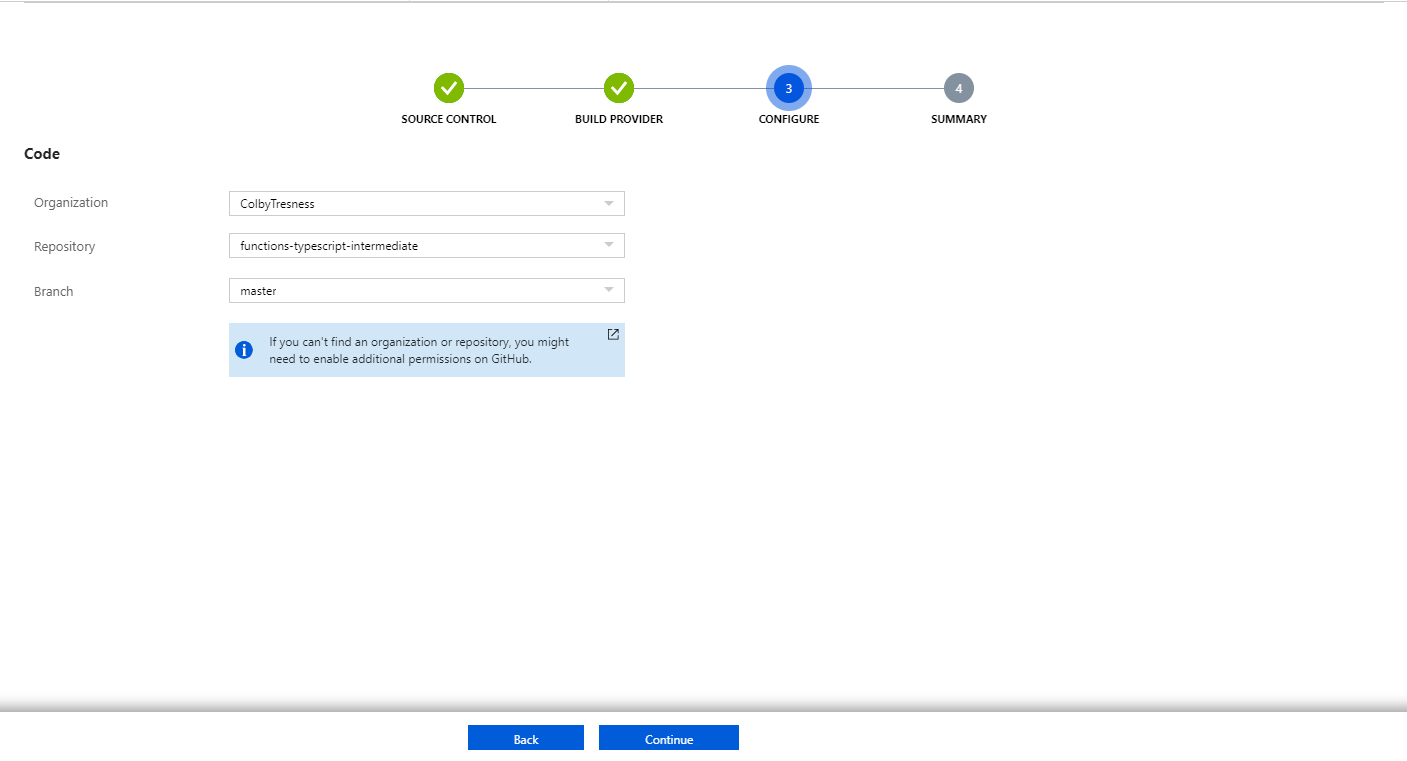 3
4
SOURCE CONTROL
BUILD PROVIDER
CONFIGURE
SUMMARY
Code
Organization
ColbyTresness
Repository
functions-typescript-intermediate
Branch
master
If you can't find an organization or repository, you might
need to enable additional permissions on GitHub.
Back
Continue